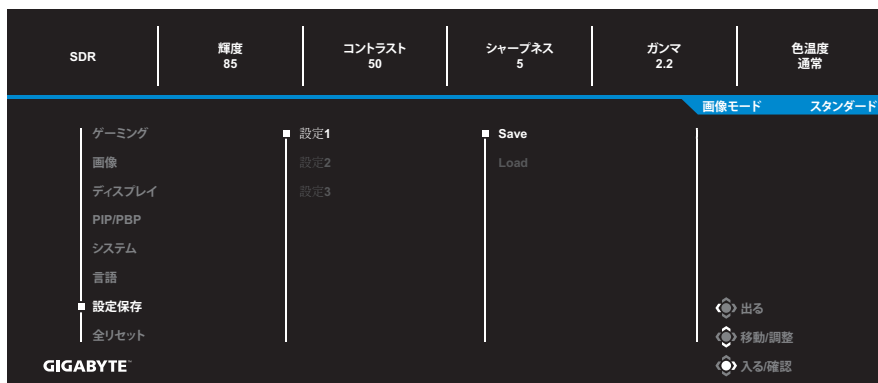 SDR
輝度
85
コントラスト
50
シャープネス
5
ガンマ
2.2
色温度
通常
画像モード スタンダード
ゲーミング
画像
ディスプレイ
PIP/PBP
システム
言語
設定保存
全リセット
設定1
設定2
設定3
Save
Load
出る
移動/調整
入る/確認
GIGABYTE™